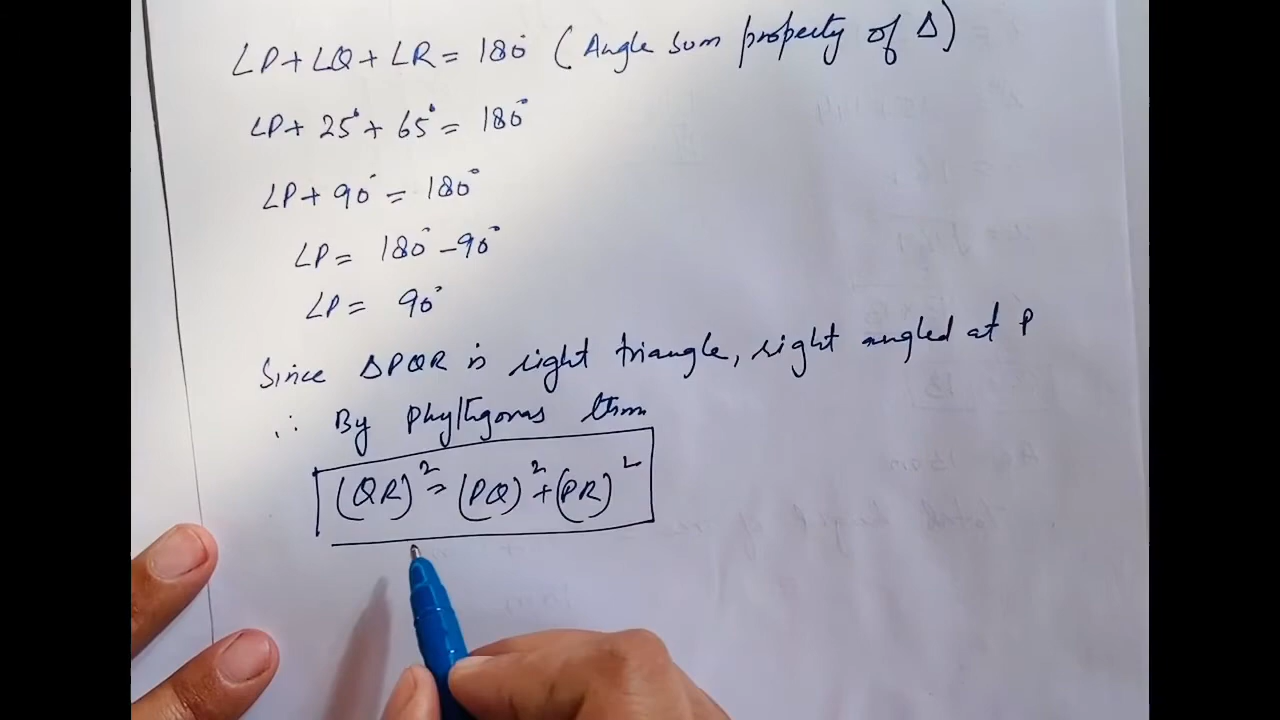 ∠P + ∠Q + ∠R = 180° (Angle sum property of Δ)
∠P + 25° + 65° = 180°
∠P + 90° = 180°
∠P = 180° - 90°
∠P = 90°
Since ΔPQR is right triangle, right angled at P
∴ By Phylthgoras thm
(QR)² = (PQ)² + (PR)²